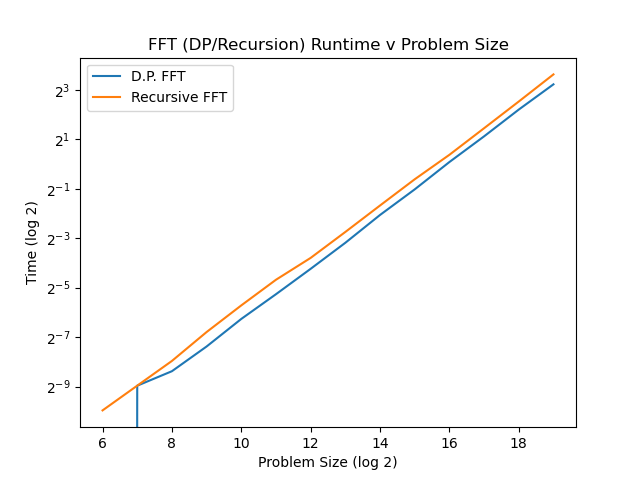 FFT (DP/Recursion) Runtime v Problem Size
D.P. FFT
Recursive FFT
2^3
2^1
2^−1
2^−3
2^−5
2^−7
2^−9
Time (log 2)
6 8 10 12 14 16 18
Problem Size (log 2)